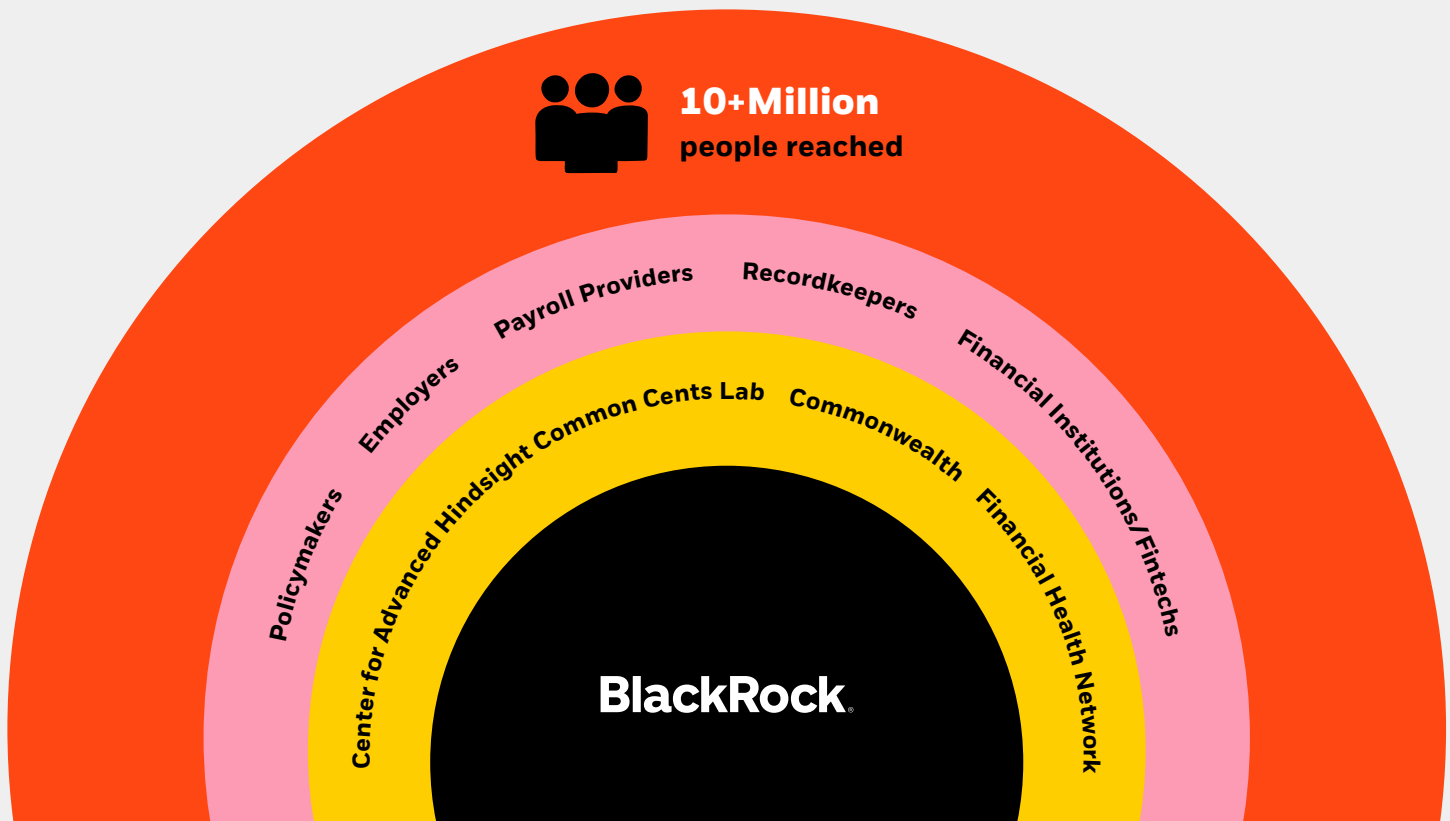 10+Million
people reached
Policymakers
Employers
Payroll Providers
Recordkeepers
Financial Institutions/Fintechs
Center for Advanced Hindsight Common Cents Lab
Commonwealth
Financial Health Network
BlackRock®